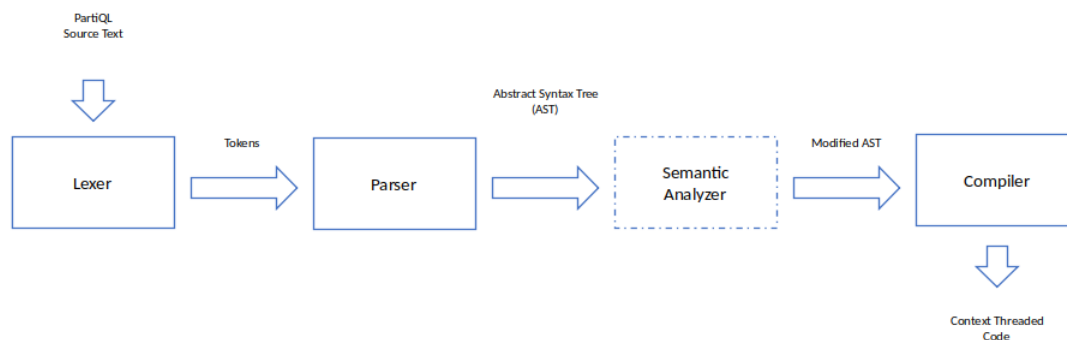 PartiQL
Source Text
Lexer
Tokens
Parser
Abstract Syntax Tree
(AST)
Semantic
Analyzer
Modified AST
Compiler
Context Threaded
Code